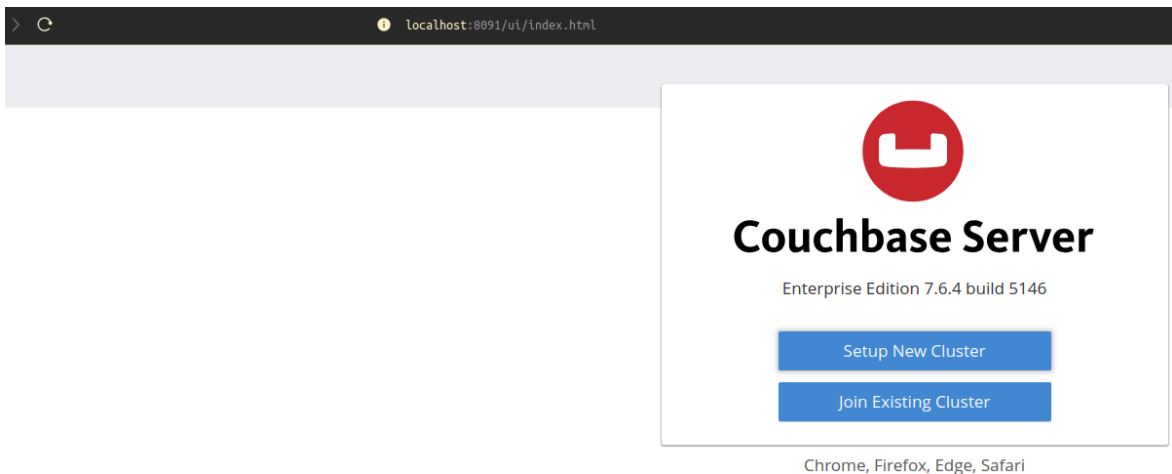 localhost:8091/ui/index.html
Couchbase Server
Enterprise Edition 7.6.4 build 5146
Setup New Cluster
Join Existing Cluster
Chrome, Firefox, Edge, Safari